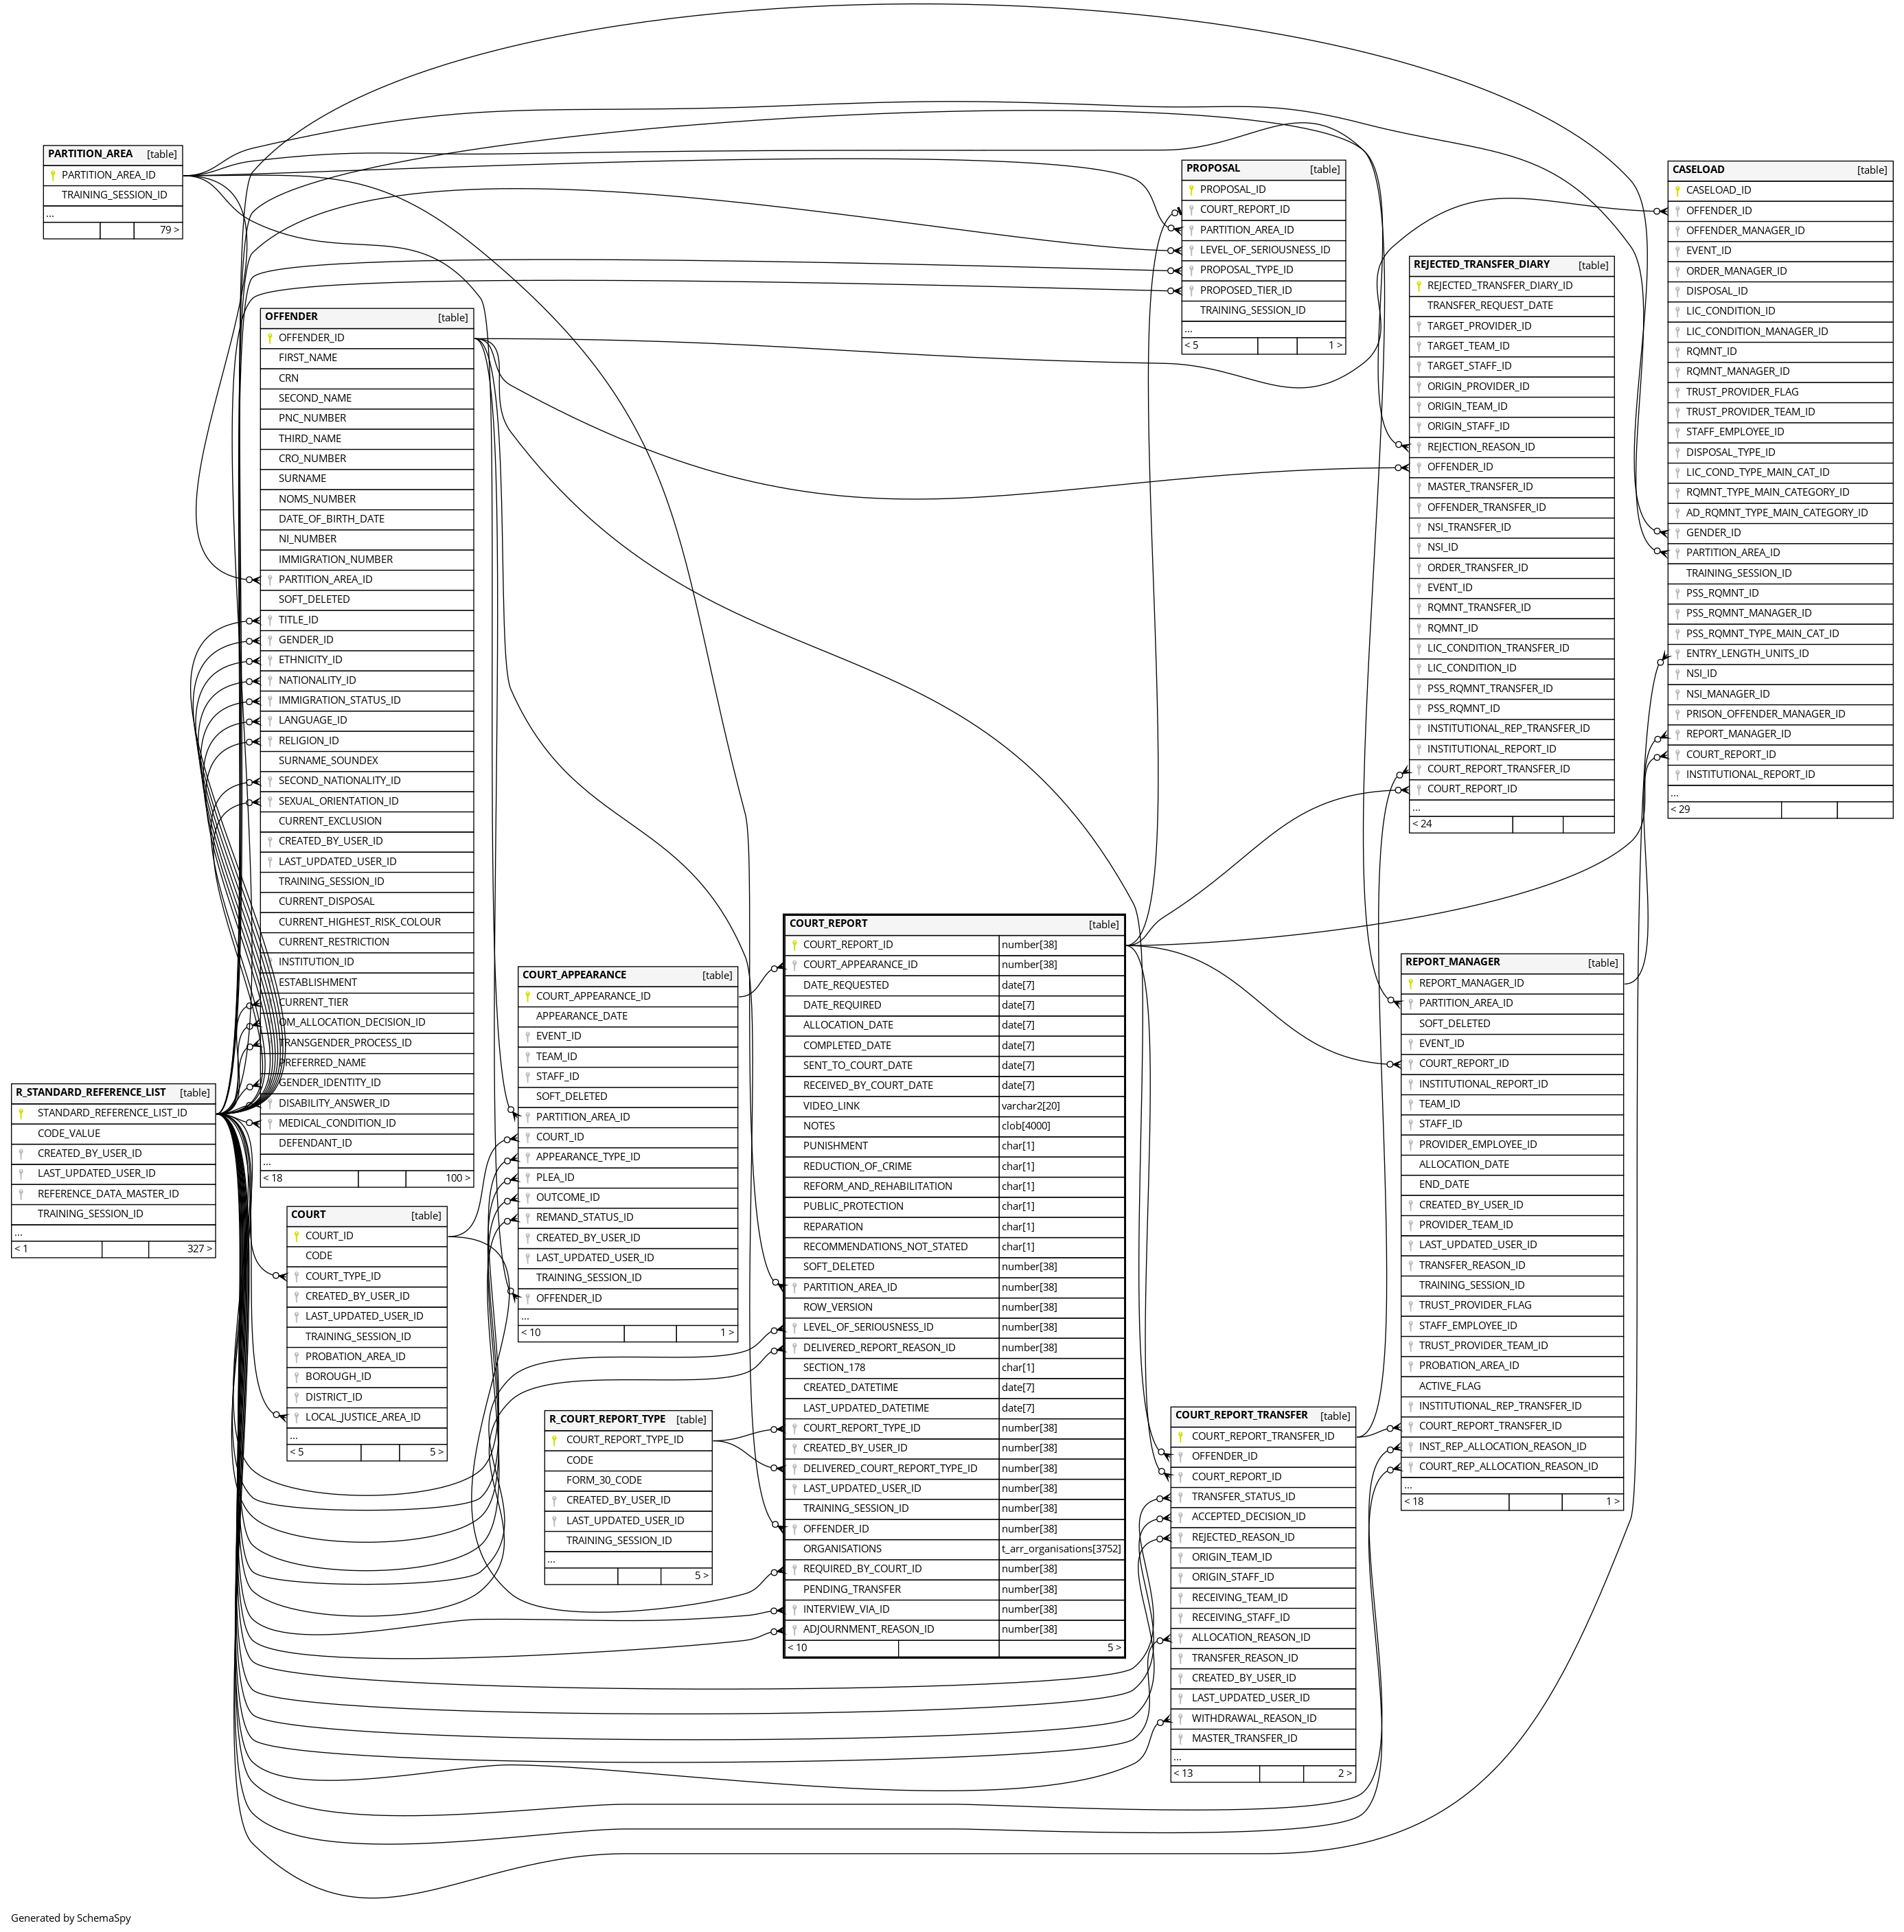 PARTITION_AREA [table]
PARTITION_AREA_ID
TRAINING_SESSION_ID
...
79 >
PROPOSAL [table]
PROPOSAL_ID
COURT_REPORT_ID
PARTITION_AREA_ID
LEVEL_OF_SERIOUSNESS_ID
PROPOSAL_TYPE_ID
PROPOSED_TIER_ID
TRAINING_SESSION_ID
...
< 5 1 >
CASELOAD [table]
CASELOAD_ID
OFFENDER_ID
OFFENDER_MANAGER_ID
EVENT_ID
ORDER_MANAGER_ID
DISPOSAL_ID
LIC_CONDITION_ID
LIC_CONDITION_MANAGER_ID
RQMNT_ID
RQMNT_MANAGER_ID
TRUST_PROVIDER_FLAG
TRUST_PROVIDER_TEAM_ID
STAFF_EMPLOYEE_ID
DISPOSAL_TYPE_ID
LIC_COND_TYPE_MAIN_CAT_ID
RQMNT_TYPE_MAIN_CATEGORY_ID
AD_RQMNT_TYPE_MAIN_CATEGORY_ID
GENDER_ID
PARTITION_AREA_ID
TRAINING_SESSION_ID
PSS_RQMNT_ID
PSS_RQMNT_MANAGER_ID
PSS_RQMNT_TYPE_MAIN_CAT_ID
ENTRY_LENGTH_UNITS_ID
NSI_ID
NSI_MANAGER_ID
PRISON_OFFENDER_MANAGER_ID
REPORT_MANAGER_ID
COURT_REPORT_ID
INSTITUTIONAL_REPORT_ID
...
< 29
REJECTED_TRANSFER_DIARY [table]
REJECTED_TRANSFER_DIARY_ID
TRANSFER_REQUEST_DATE
TARGET_PROVIDER_ID
TARGET_TEAM_ID
TARGET_STAFF_ID
ORIGIN_PROVIDER_ID
ORIGIN_TEAM_ID
ORIGIN_STAFF_ID
REJECTION_REASON_ID
OFFENDER_ID
MASTER_TRANSFER_ID
OFFENDER_TRANSFER_ID
NSI_TRANSFER_ID
NSI_ID
ORDER_TRANSFER_ID
EVENT_ID
RQMNT_TRANSFER_ID
RQMNT_ID
LIC_CONDITION_TRANSFER_ID
LIC_CONDITION_ID
PSS_RQMNT_TRANSFER_ID
PSS_RQMNT_ID
INSTITUTIONAL_REP_TRANSFER_ID
INSTITUTIONAL_REPORT_ID
COURT_REPORT_TRANSFER_ID
COURT_REPORT_ID
...
< 24
OFFENDER [table]
OFFENDER_ID
FIRST_NAME
CRN
SECOND_NAME
PNC_NUMBER
THIRD_NAME
CRO_NUMBER
SURNAME
NOMS_NUMBER
DATE_OF_BIRTH_DATE
NI_NUMBER
IMMIGRATION_NUMBER
PARTITION_AREA_ID
SOFT_DELETED
TITLE_ID
GENDER_ID
ETHNICITY_ID
NATIONALITY_ID
IMMIGRATION_STATUS_ID
LANGUAGE_ID
RELIGION_ID
SURNAME_SOUNDEX
SECOND_NATIONALITY_ID
SEXUAL_ORIENTATION_ID
CURRENT_EXCLUSION
CREATED_BY_USER_ID
LAST_UPDATED_USER_ID
TRAINING_SESSION_ID
CURRENT_DISPOSAL
CURRENT_HIGHEST_RISK_COLOUR
CURRENT_RESTRICTION
INSTITUTION_ID
ESTABLISHMENT
CURRENT_TIER
OM_ALLOCATION_DECISION_ID
TRANSGENDER_PROCESS_ID
PREFERRED_NAME
GENDER_IDENTITY_ID
DISABILITY_ANSWER_ID
MEDICAL_CONDITION_ID
DEFENDANT_ID
...
< 18 100 >
R_STANDARD_REFERENCE_LIST [table]
STANDARD_REFERENCE_LIST_ID
CODE_VALUE
CREATED_BY_USER_ID
LAST_UPDATED_USER_ID
REFERENCE_DATA_MASTER_ID
TRAINING_SESSION_ID
...
< 1 327 >
COURT [table]
COURT_ID
CODE
COURT_TYPE_ID
CREATED_BY_USER_ID
LAST_UPDATED_USER_ID
TRAINING_SESSION_ID
PROBATION_AREA_ID
BOROUGH_ID
DISTRICT_ID
LOCAL_JUSTICE_AREA_ID
...
< 5 5 >
COURT_APPEARANCE [table]
COURT_APPEARANCE_ID
APPEARANCE_DATE
EVENT_ID
TEAM_ID
STAFF_ID
SOFT_DELETED
PARTITION_AREA_ID
COURT_ID
APPEARANCE_TYPE_ID
PLEA_ID
OUTCOME_ID
REMAND_STATUS_ID
CREATED_BY_USER_ID
LAST_UPDATED_USER_ID
TRAINING_SESSION_ID
OFFENDER_ID
...
< 10 1 >
R_COURT_REPORT_TYPE [table]
COURT_REPORT_TYPE_ID
CODE
FORM_30_CODE
CREATED_BY_USER_ID
LAST_UPDATED_USER_ID
TRAINING_SESSION_ID
...
5 >
COURT_REPORT [table]
COURT_REPORT_ID number[38]
COURT_APPEARANCE_ID number[38]
DATE_REQUESTED date[7]
DATE_REQUIRED date[7]
ALLOCATION_DATE date[7]
COMPLETED_DATE date[7]
SENT_TO_COURT_DATE date[7]
RECEIVED_BY_COURT_DATE date[7]
VIDEO_LINK varchar2[20]
NOTES clob[4000]
PUNISHMENT char[1]
REDUCTION_OF_CRIME char[1]
REFORM_AND_REHABILITATION char[1]
PUBLIC_PROTECTION char[1]
REPARATION char[1]
RECOMMENDATIONS_NOT_STATED char[1]
SOFT_DELETED number[38]
PARTITION_AREA_ID number[38]
ROW_VERSION number[38]
LEVEL_OF_SERIOUSNESS_ID number[38]
DELIVERED_REPORT_REASON_ID number[38]
SECTION_178 char[1]
CREATED_DATETIME date[7]
LAST_UPDATED_DATETIME date[7]
COURT_REPORT_TYPE_ID number[38]
CREATED_BY_USER_ID number[38]
DELIVERED_COURT_REPORT_TYPE_ID number[38]
LAST_UPDATED_USER_ID number[38]
TRAINING_SESSION_ID number[38]
OFFENDER_ID number[38]
ORGANISATIONS t_arr_organisations[3752]
REQUIRED_BY_COURT_ID number[38]
PENDING_TRANSFER number[38]
INTERVIEW_VIA_ID number[38]
ADJOURNMENT_REASON_ID number[38]
< 10 5 >
REPORT_MANAGER [table]
REPORT_MANAGER_ID
PARTITION_AREA_ID
SOFT_DELETED
EVENT_ID
COURT_REPORT_ID
INSTITUTIONAL_REPORT_ID
TEAM_ID
STAFF_ID
PROVIDER_EMPLOYEE_ID
ALLOCATION_DATE
END_DATE
CREATED_BY_USER_ID
PROVIDER_TEAM_ID
LAST_UPDATED_USER_ID
TRANSFER_REASON_ID
TRAINING_SESSION_ID
TRUST_PROVIDER_FLAG
STAFF_EMPLOYEE_ID
TRUST_PROVIDER_TEAM_ID
PROBATION_AREA_ID
ACTIVE_FLAG
INSTITUTIONAL_REP_TRANSFER_ID
COURT_REPORT_TRANSFER_ID
INST_REP_ALLOCATION_REASON_ID
COURT_REP_ALLOCATION_REASON_ID
...
< 18 1 >
COURT_REPORT_TRANSFER [table]
COURT_REPORT_TRANSFER_ID
OFFENDER_ID
COURT_REPORT_ID
TRANSFER_STATUS_ID
ACCEPTED_DECISION_ID
REJECTED_REASON_ID
ORIGIN_TEAM_ID
ORIGIN_STAFF_ID
RECEIVING_TEAM_ID
RECEIVING_STAFF_ID
ALLOCATION_REASON_ID
TRANSFER_REASON_ID
CREATED_BY_USER_ID
LAST_UPDATED_USER_ID
WITHDRAWAL_REASON_ID
MASTER_TRANSFER_ID
...
< 13 2 >
Generated by SchemaSpy